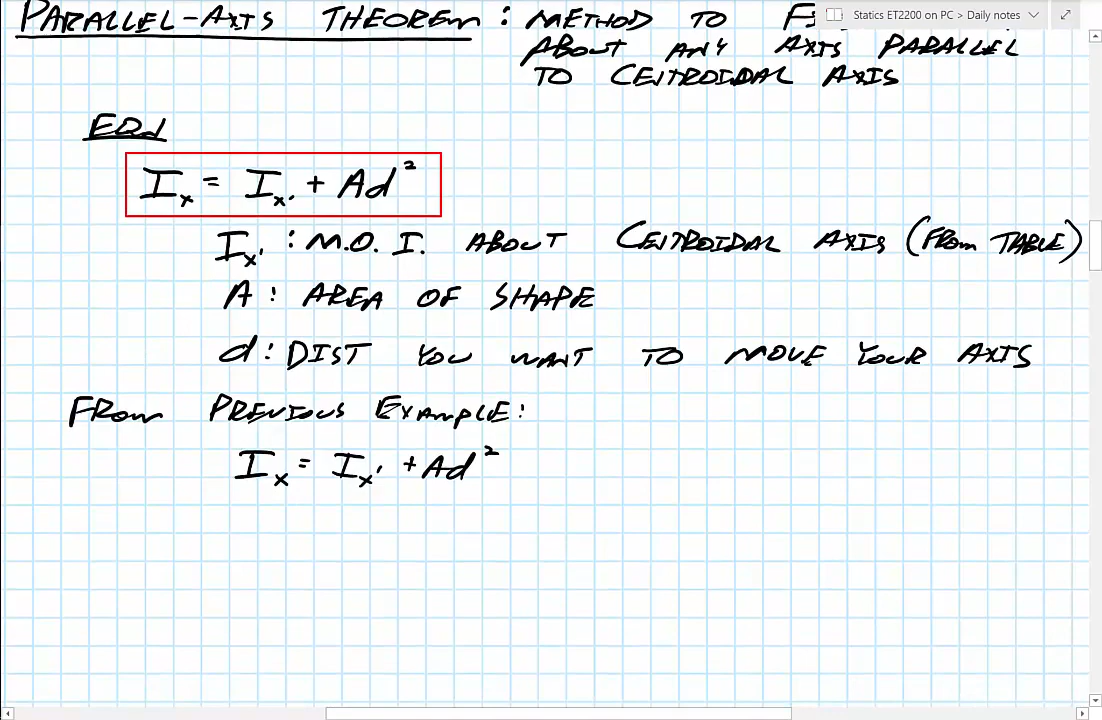 PARALLEL-AXIS THEOREM : METHOD TO
Statics ET2200 on PC > Daily notes
ABOUT ANY AXIS PARALLEL
TO CENTROIDAL AXIS
EQN
Ix = Ix' + Ad²
Ix' : M.O.I. ABOUT CENTROIDAL AXIS (FROM TABLE)
A : AREA OF SHAPE
d : DIST YOU WANT TO MOVE YOUR AXIS
FROM PREVIOUS EXAMPLE:
Ix = Ix' + Ad²